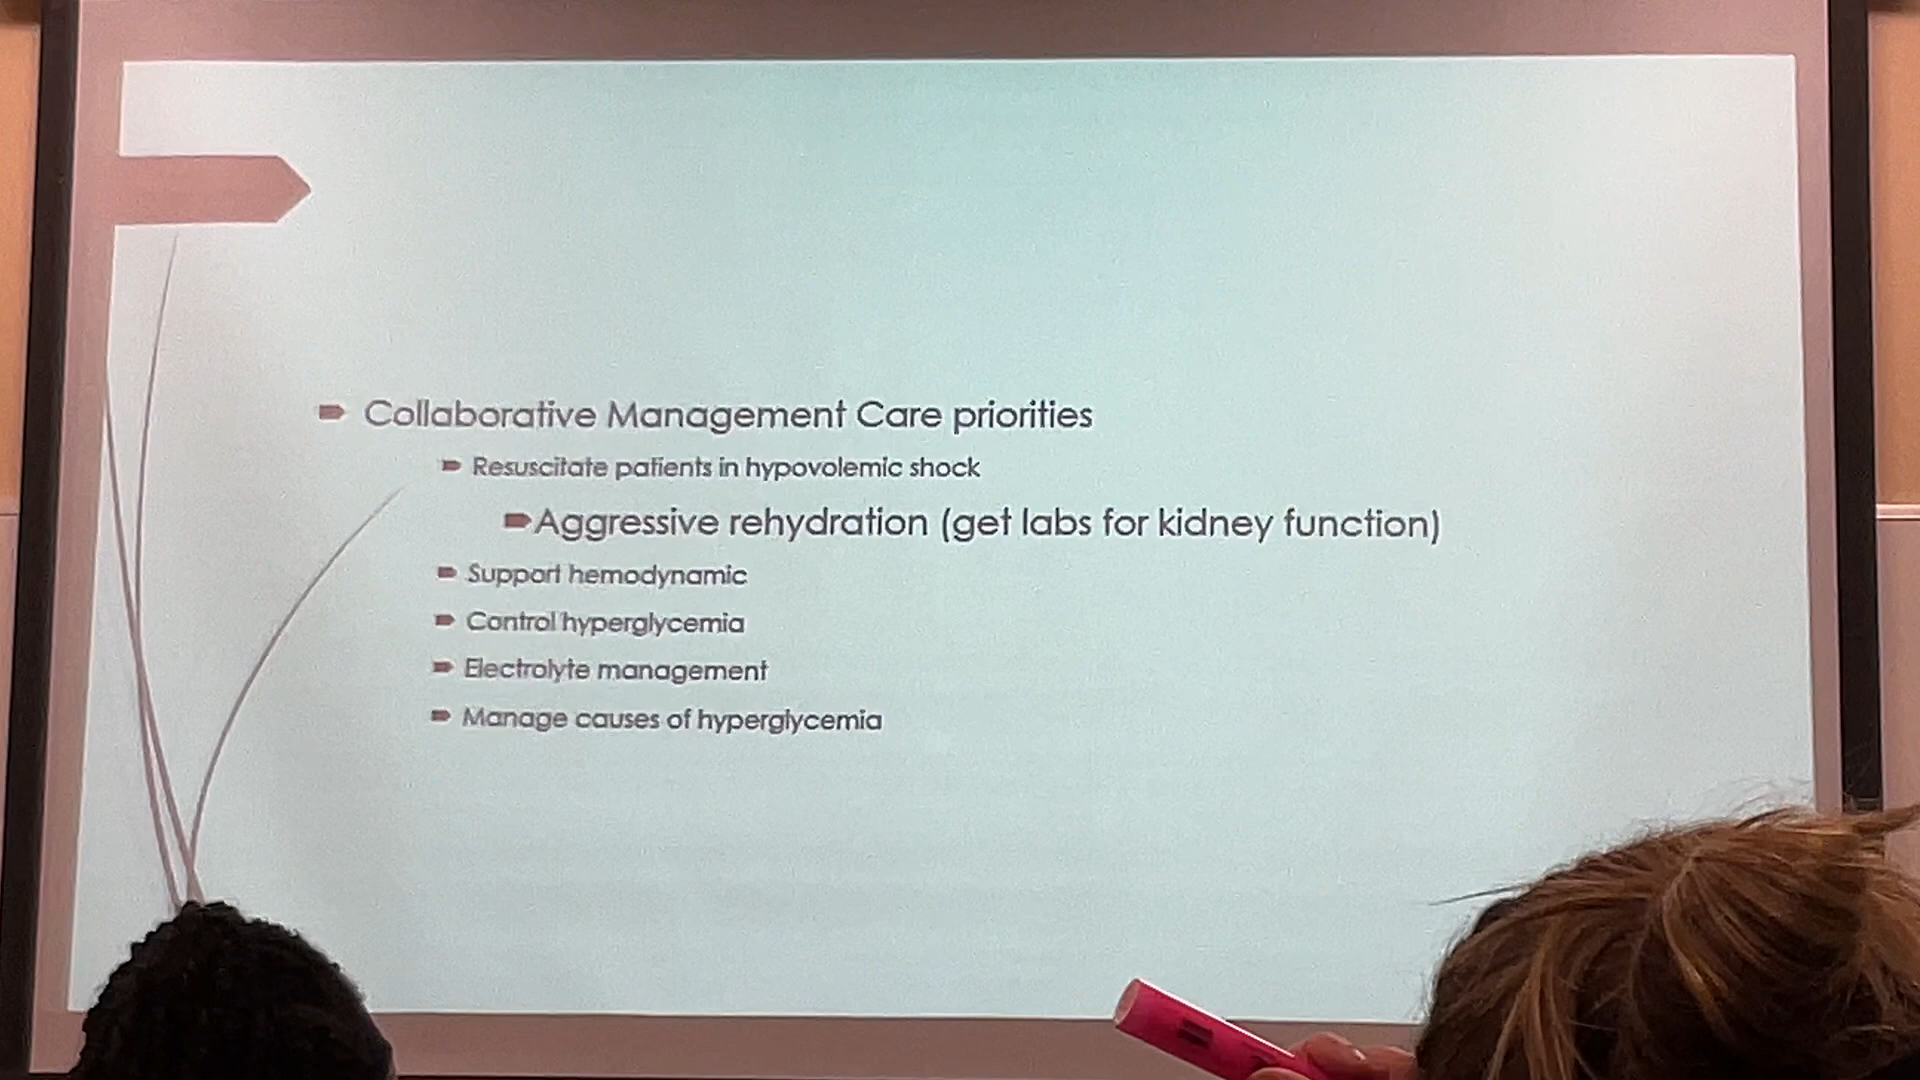 Collaborative Management Care priorities
Resuscitate patients in hypovolemic shock
Aggressive rehydration (get labs for kidney function)
Support hemodynamic
Control hyperglycemia
Electrolyte management
Manage causes of hyperglycemia